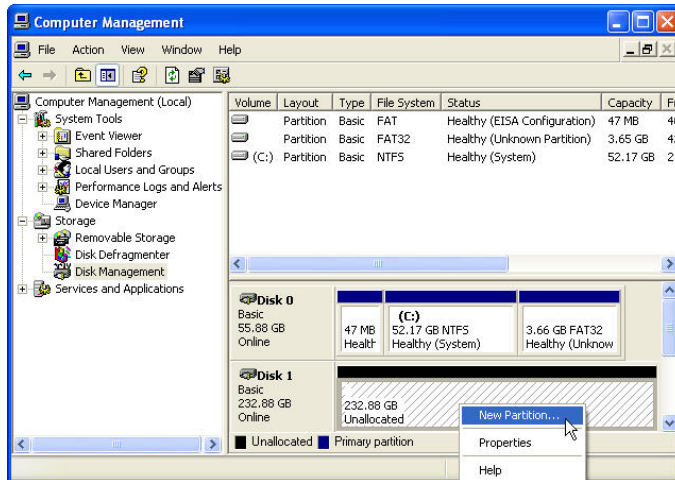 Computer Management
File Action View Window Help
Computer Management (Local)
System Tools
Event Viewer
Shared Folders
Local Users and Groups
Performance Logs and Alerts
Device Manager
Storage
Removable Storage
Disk Defragmenter
Disk Management
Services and Applications
Volume Layout Type File System Status Capacity F
Partition Basic FAT Healthy (EISA Configuration) 47 MB
Partition Basic FAT32 Healthy (Unknown Partition) 3.65 GB
(C:) Partition Basic NTFS Healthy (System) 52.17 GB 2
Disk 0
Basic
55.88 GB
Online
47 MB
Healt
(C:)
52.17 GB NTFS
Healthy (System)
3.66 GB FAT32
Healthy (Unknow
Disk 1
Basic
232.88 GB
Online
232.88 GB
Unallocated
Unallocated Primary partition
New Partition...
Properties
Help